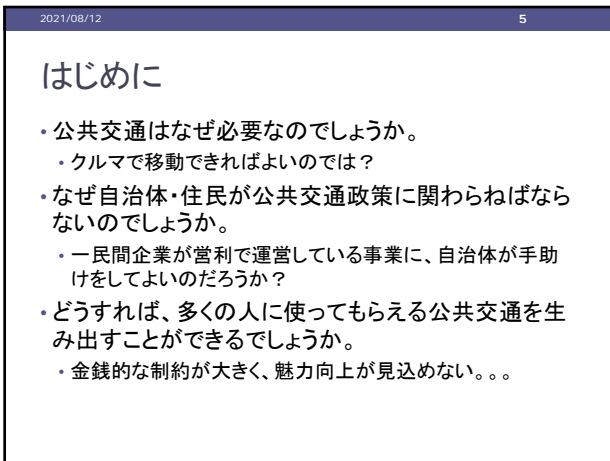 2021/08/12 5
はじめに
• 公共交通はなぜ必要なのでしょうか。
• クルマで移動できればよいのでは？
• なぜ自治体・住民が公共交通政策に関わらねばなら
ないのでしょうか。
• 一民間企業が営利で運営している事業に、自治体が手助
けをしてよいのだろうか？
• どうすれば、多くの人に使ってもらえる公共交通を生
み出すことができるでしょうか。
• 金銭的な制約が大きく、魅力向上が見込めない。。。